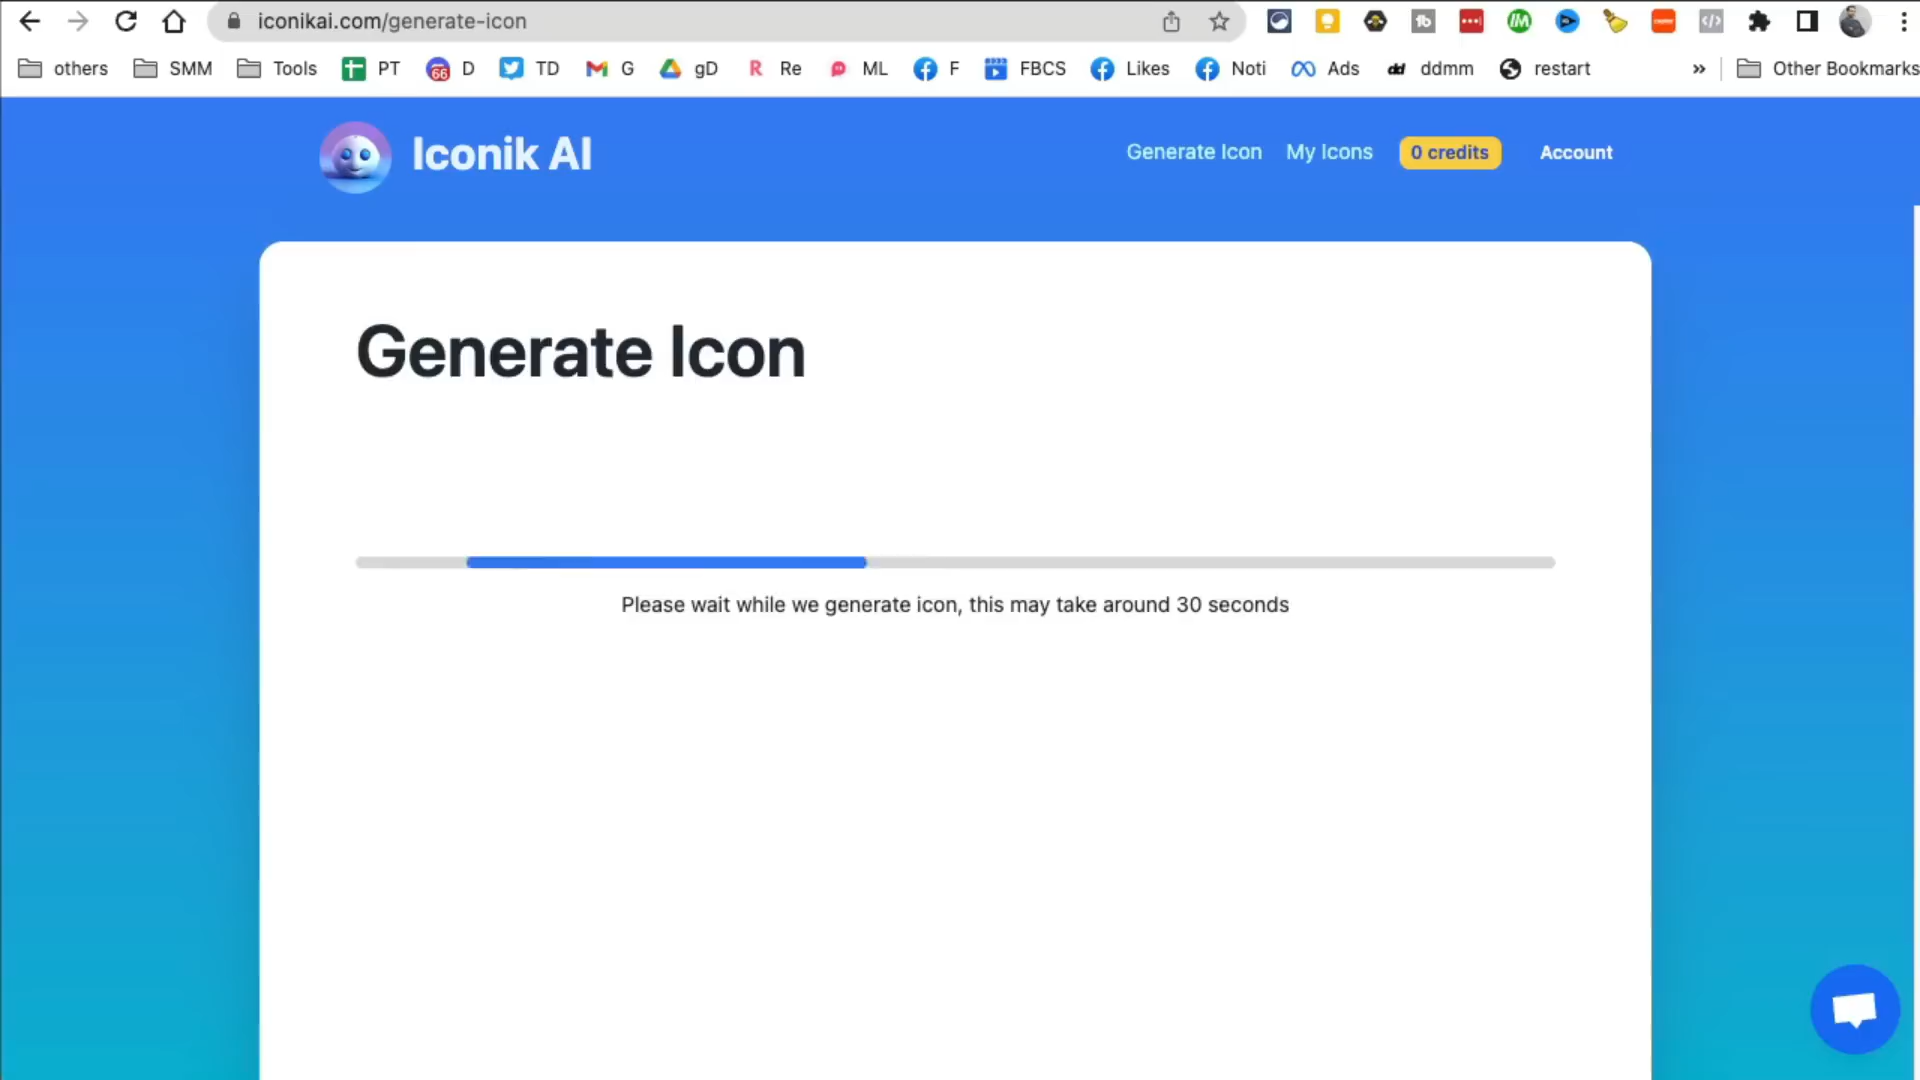 iconikai.com/generate-icon
others SMM Tools PT 66 D TD G gD R Re ML F FBCS Likes Noti Ads dd ddmm restart » Other Bookmarks
Iconik AI Generate Icon My Icons 0 credits Account
Generate Icon
Please wait while we generate icon, this may take around 30 seconds